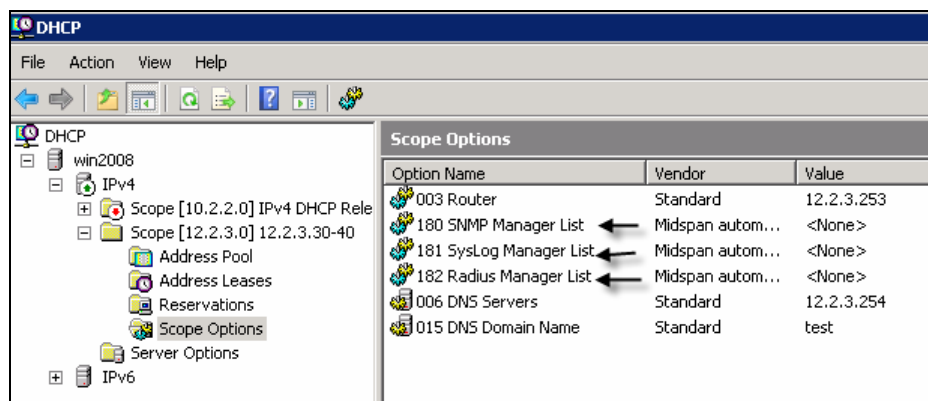 DHCP
File Action View Help
DHCP
win2008
IPv4
Scope [10.2.2.0] IPv4 DHCP Rele
Scope [12.2.3.0] 12.2.3.30-40
Address Pool
Address Leases
Reservations
Scope Options
Server Options
IPv6
Scope Options
Option Name Vendor Value
003 Router Standard 12.2.3.253
180 SNMP Manager List Midspan autom... <None>
181 SysLog Manager List Midspan autom... <None>
182 Radius Manager List Midspan autom... <None>
006 DNS Servers Standard 12.2.3.254
015 DNS Domain Name Standard test